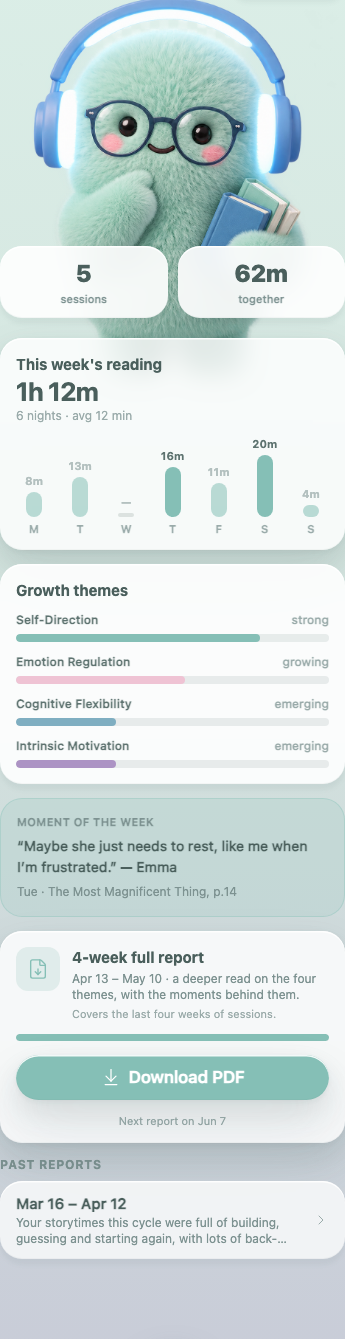 5
sessions
62m
together
This week's reading
1h 12m
6 nights · avg 12 min
8m
13m
—
16m
11m
20m
4m
M
T
W
T
F
S
S
Growth themes
Self-Direction
strong
Emotion Regulation
growing
Cognitive Flexibility
emerging
Intrinsic Motivation
emerging
MOMENT OF THE WEEK
“Maybe she just needs to rest, like me when
I’m frustrated.” — Emma
Tue · The Most Magnificent Thing, p.14
4-week full report
Apr 13 – May 10 · a deeper read on the four
themes, with the moments behind them.
Covers the last four weeks of sessions.
Download PDF
Next report on Jun 7
PAST REPORTS
Mar 16 – Apr 12
Your storytimes this cycle were full of building,
guessing and starting again, with lots of back-...